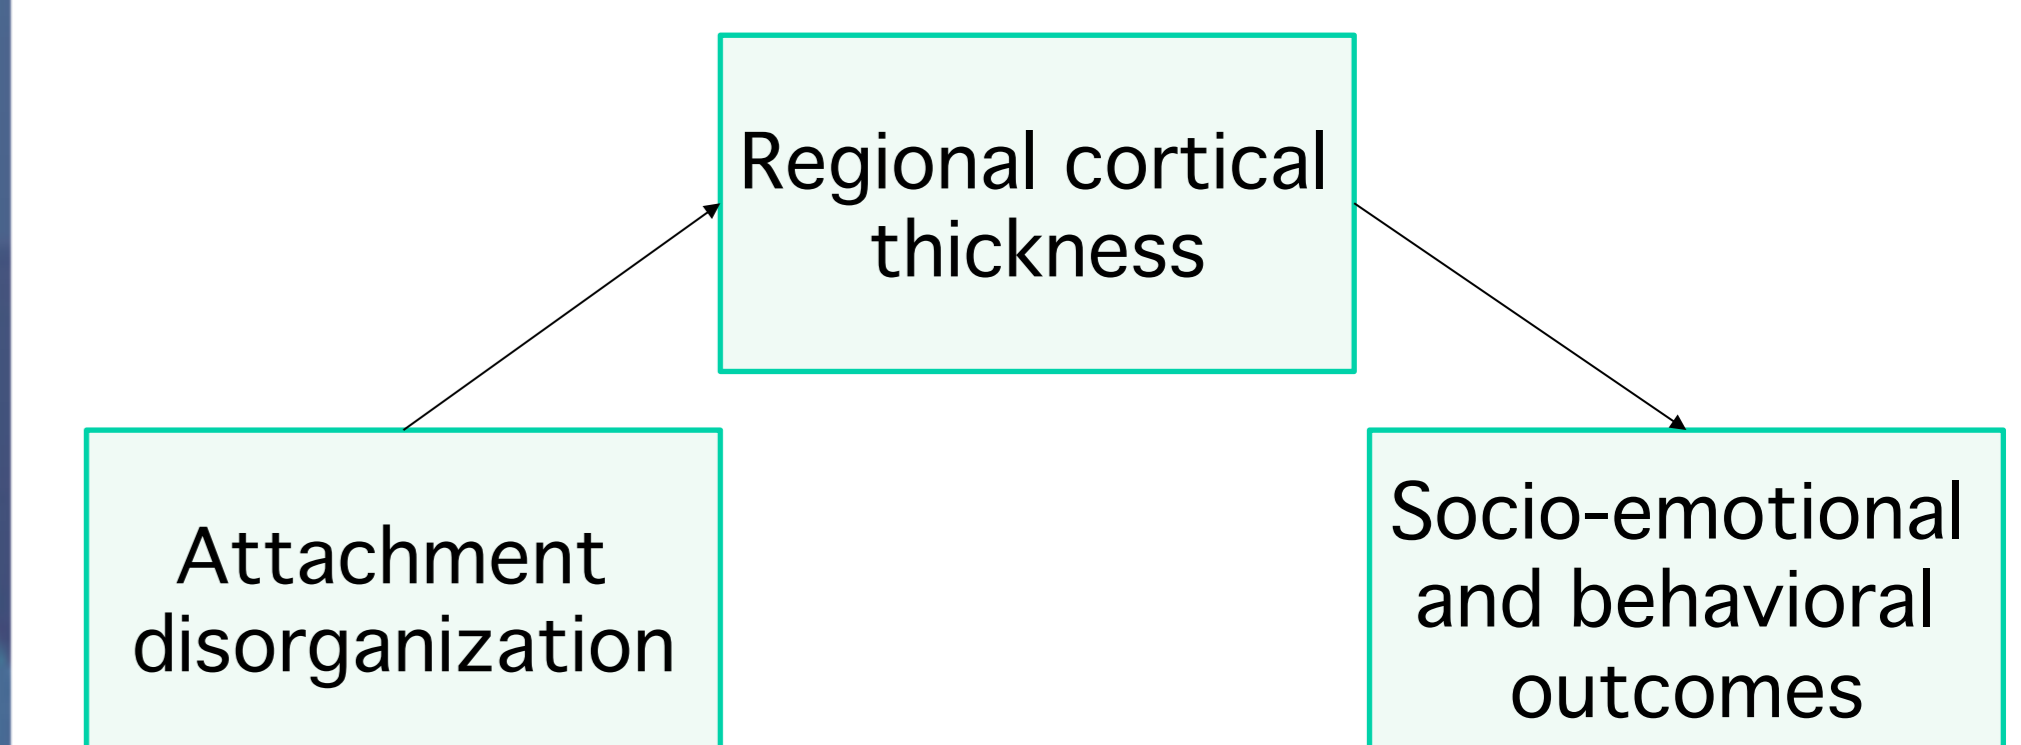 Regional cortical
thickness
Attachment
disorganization
Socio-emotional
and behavioral
outcomes